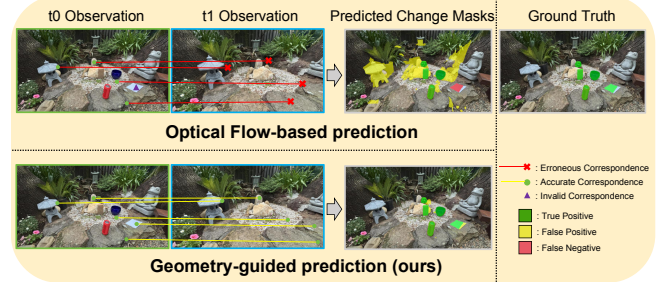 t0 Observation
t1 Observation
Predicted Change Masks
Ground Truth
Optical Flow-based prediction
: Erroneous Correspondence
: Accurate Correspondence
: Invalid Correspondence
: True Positive
: False Positive
: False Negative
Geometry-guided prediction (ours)